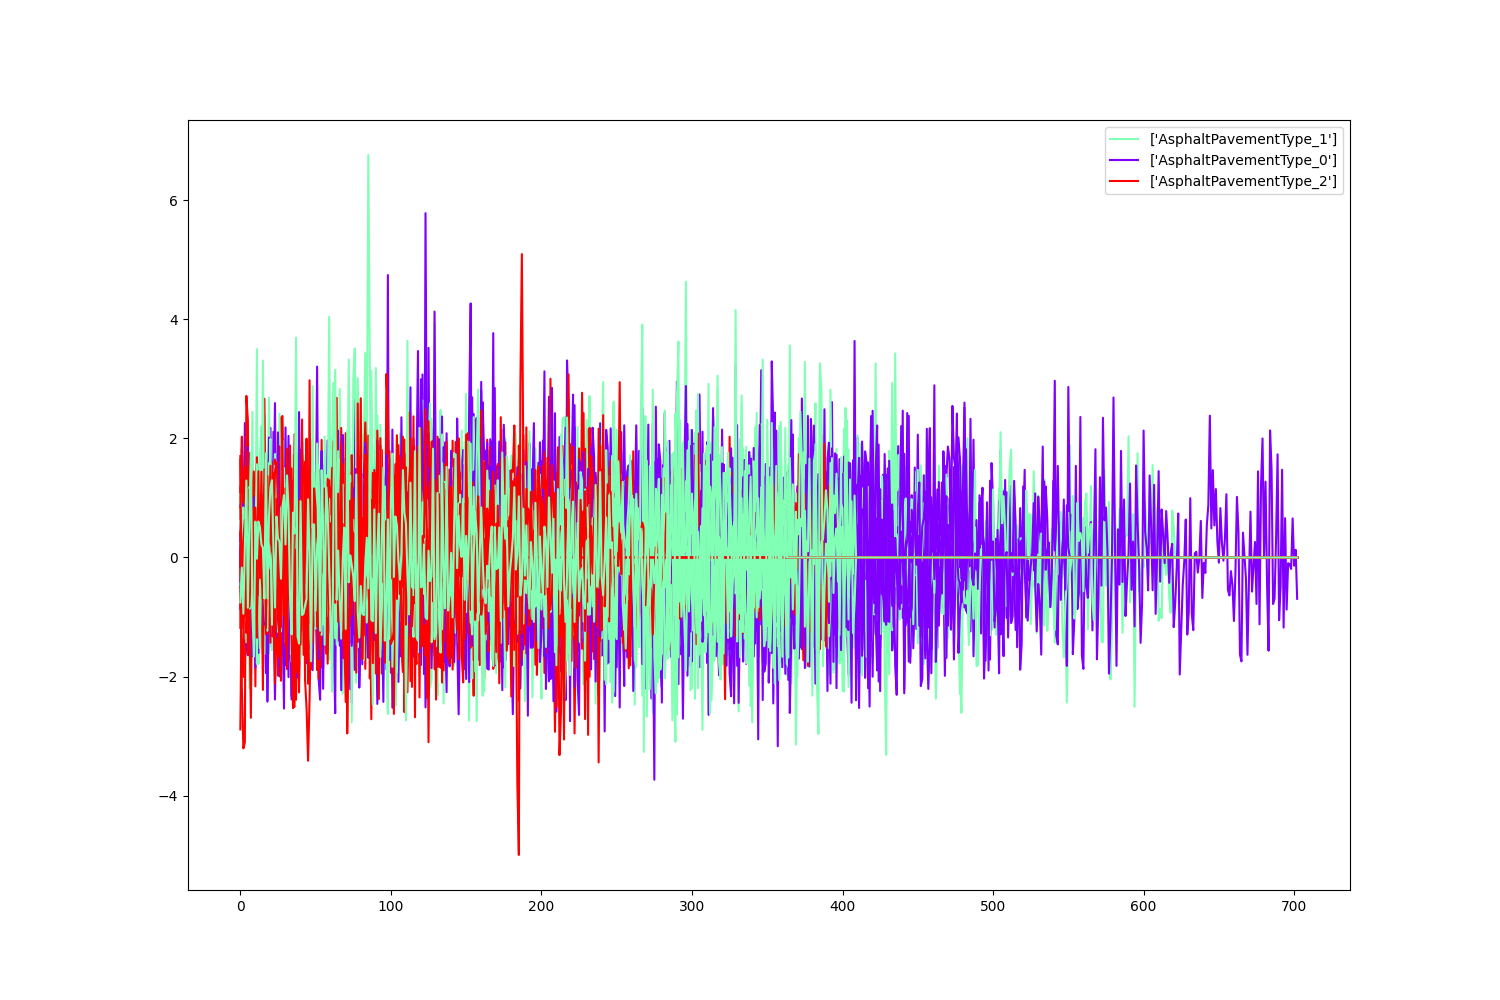 ['AsphaltPavementType_1']
['AsphaltPavementType_0']
['AsphaltPavementType_2']
6
4
2
0
−2
−4
0 100 200 300 400 500 600 700